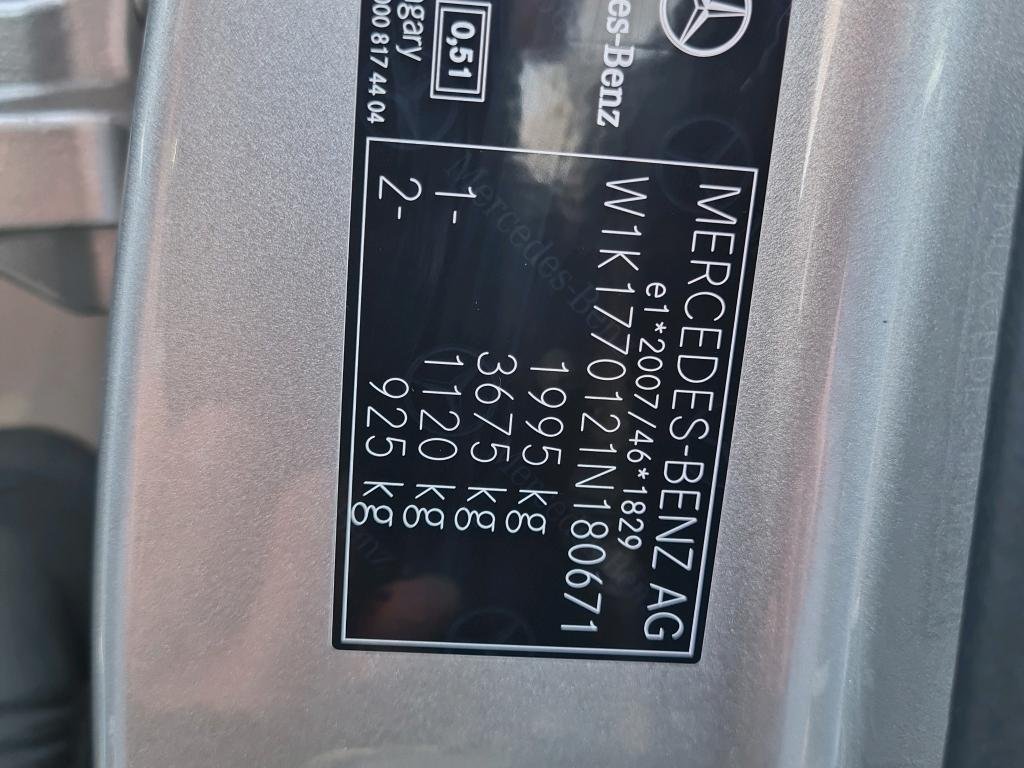 es-Benz
0,51
gary
000 817 44 04
MERCEDES-BENZ AG
e1*2007/46*1829
W1K1770121N180671
1995 kg
3675 kg
1- 1120 kg
2- 925 kg